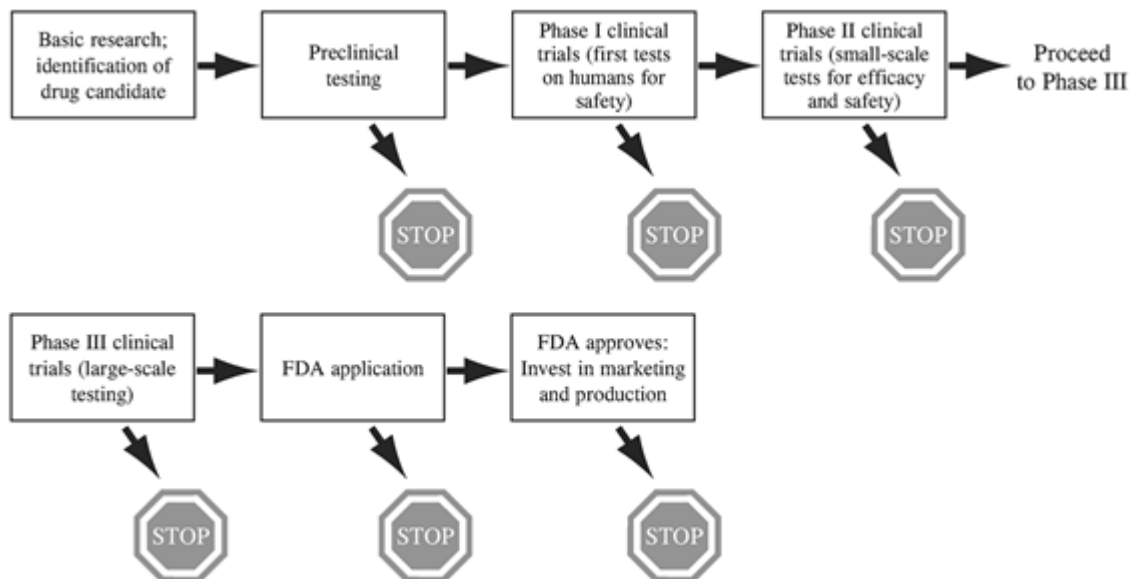 Basic research;
identification of
drug candidate
Preclinical
testing
Phase I clinical
trials (first tests
on humans for
safety)
Phase II clinical
trials (small-scale
tests for efficacy
and safety)
Proceed
to Phase III
STOP
STOP
STOP
Phase III clinical
trials (large-scale
testing)
FDA application
FDA approves:
Invest in marketing
and production
STOP
STOP
STOP